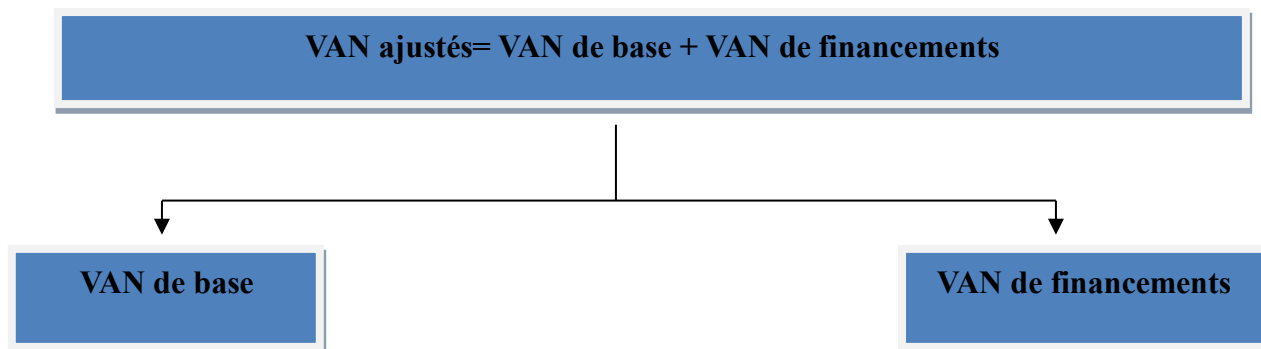 VAN ajustés= VAN de base + VAN de financements
VAN de base
VAN de financements